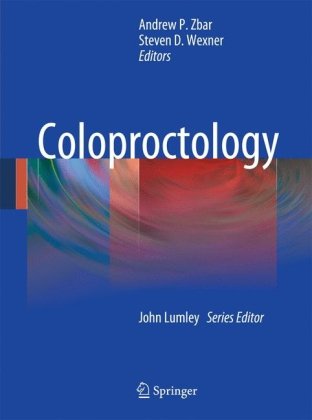 Andrew P. Zbar
Steven D. Wexner
Editors
Coloproctology
John Lumley Series Editor
Springer